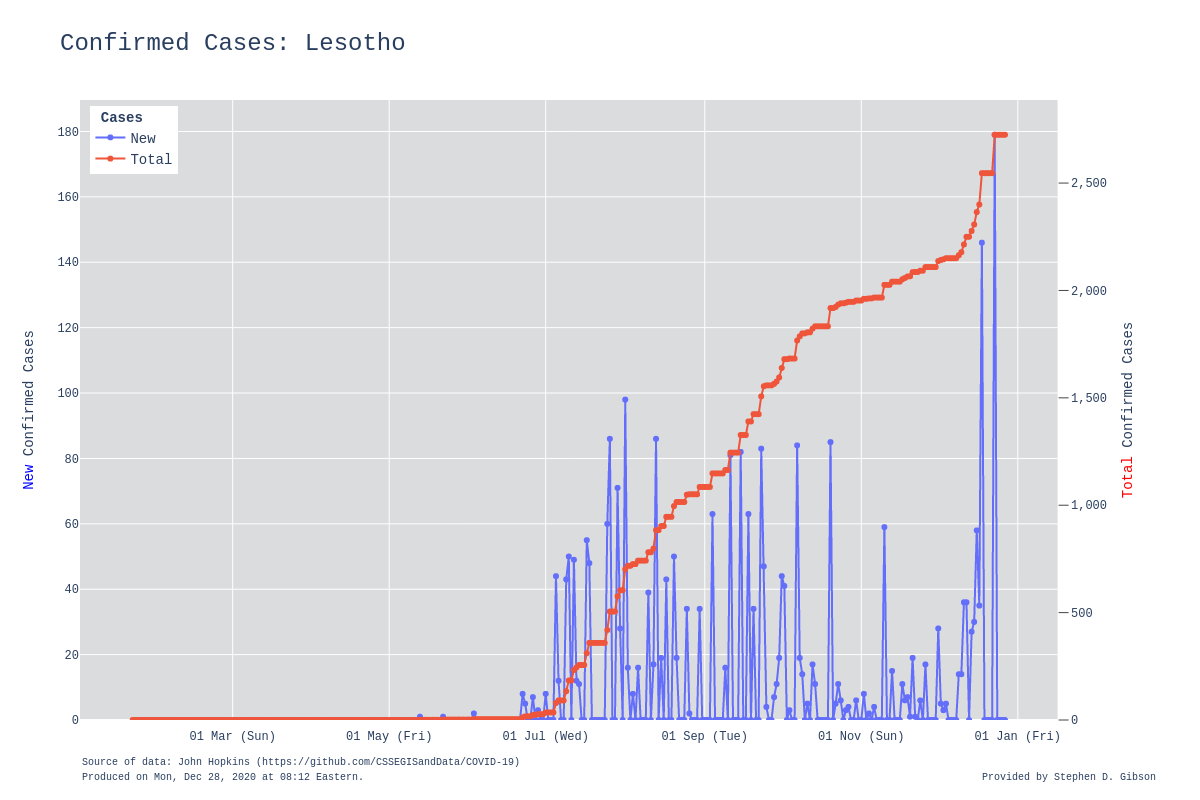 Confirmed Cases: Lesotho
Cases
New
Total
180
160
140
120
100
80
60
40
20
0
2,500
2,000
1,500
1,000
500
0
New Confirmed Cases
Total Confirmed Cases
01 Mar (Sun)
01 May (Fri)
01 Jul (Wed)
01 Sep (Tue)
01 Nov (Sun)
01 Jan (Fri)
Source of data: John Hopkins (https://github.com/CSSEGISandData/COVID-19)
Produced on Mon, Dec 28, 2020 at 08:12 Eastern.
Provided by Stephen D. Gibson